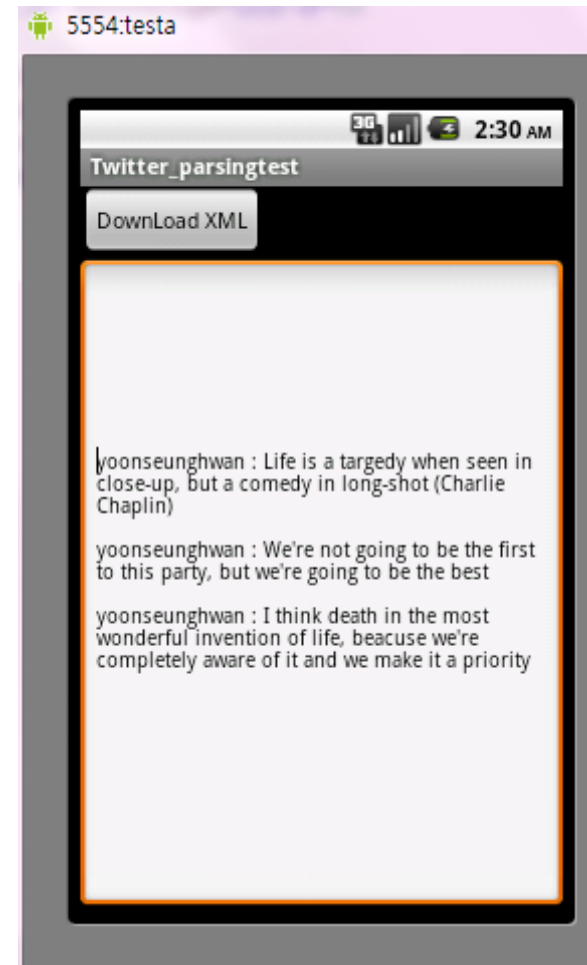 5554:testa
3G 2:30 AM
Twitter_parsingtest
DownLoad XML
yoonseunghwan : Life is a targedy when seen in
close-up, but a comedy in long-shot (Charlie
Chaplin)
yoonseunghwan : We're not going to be the first
to this party, but we're going to be the best
yoonseunghwan : I think death in the most
wonderful invention of life, beacuse we're
completely aware of it and we make it a priority